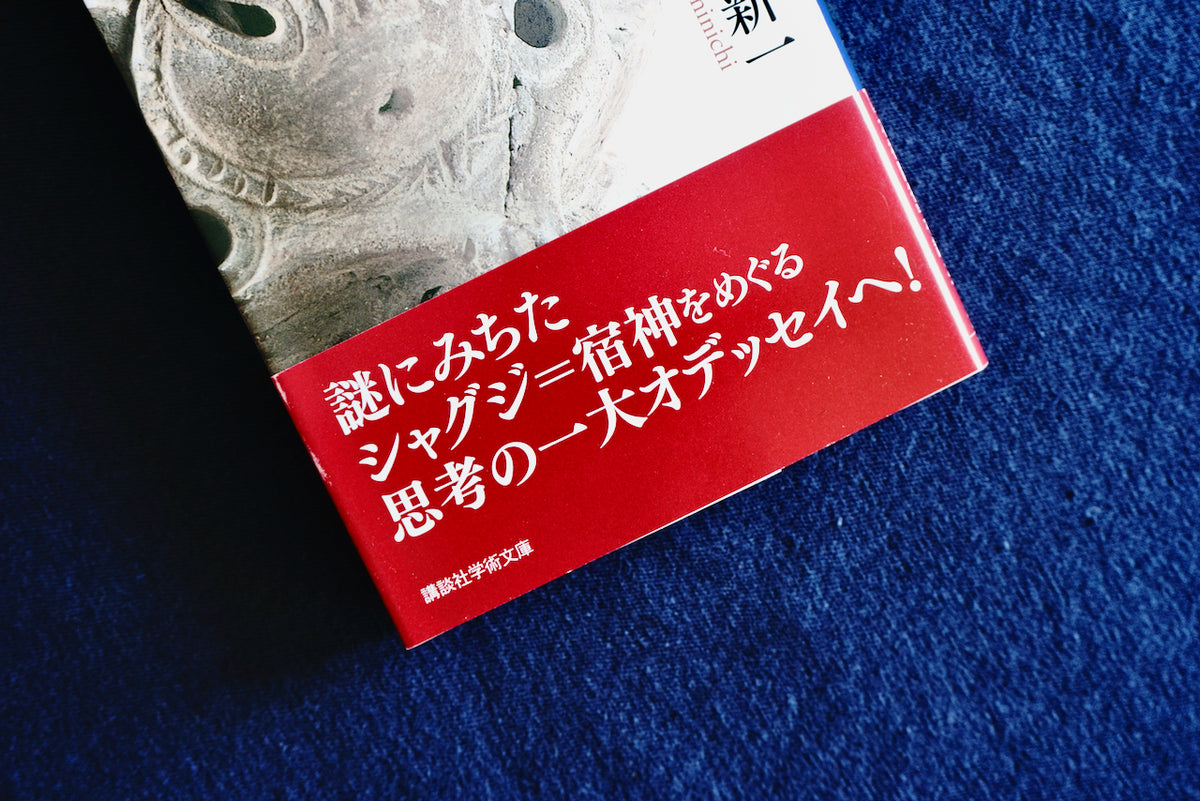 新一
minichi
謎にみちた
シャグジ=宿神をめぐる
思考の一大オデッセイへ!
講談社学術文庫